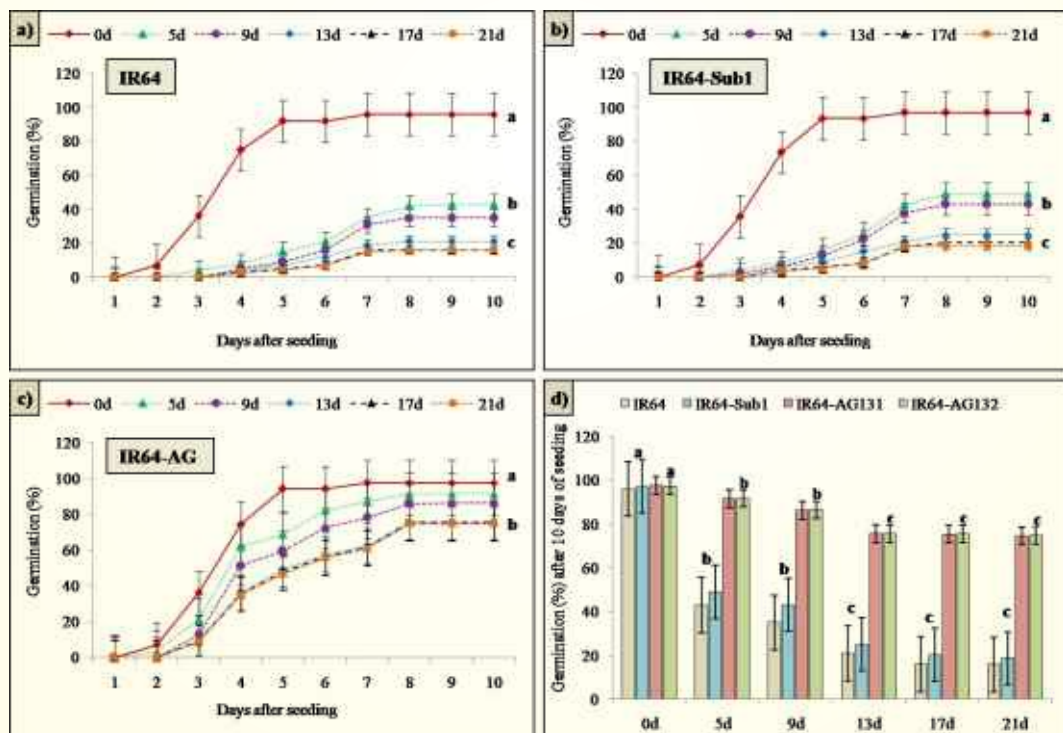 a)
0d 5d 9d 13d 17d 21d
IR64
Germination (%)
120
100
80
60
40
20
0
a
b
c
1 2 3 4 5 6 7 8 9 10
Days after seeding
b)
0d 5d 9d 13d 17d 21d
IR64-Sub1
Germination (%)
120
100
80
60
40
20
0
a
b
c
1 2 3 4 5 6 7 8 9 10
Days after seeding
c)
0d 5d 9d 13d 17d 21d
IR64-AG
Germination (%)
120
100
80
60
40
20
0
a
b
1 2 3 4 5 6 7 8 9 10
Days after seeding
d)
IR64 IR64-Sub1 IR64-AG131 IR64-AG132
Germination (%) after 10 days of seeding
120
100
80
60
40
20
0
a a
b b
b b
c c
c c
c c
0d 5d 9d 13d 17d 21d